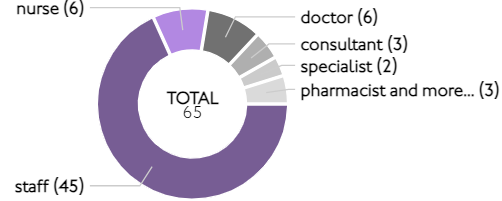 nurse (6)
doctor (6)
consultant (3)
specialist (2)
pharmacist and more... (3)
TOTAL
65
staff (45)